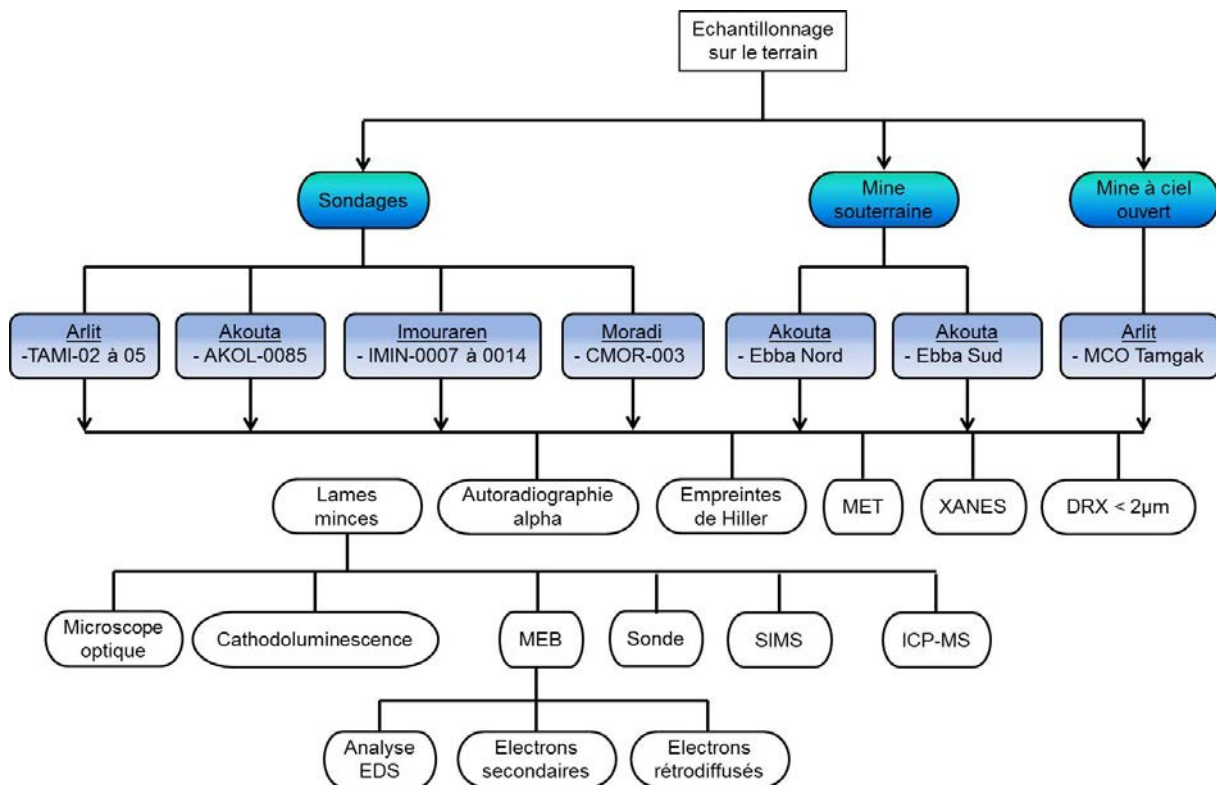 Echantillonnage
sur le terrain
Sondages
Mine
souterraine
Mine à ciel
ouvert
Arlit
-TAMI-02 à 05
Akouta
- AKOL-0085
Imouraren
- IMIN-0007 à 0014
Moradi
- CMOR-003
Akouta
- Ebba Nord
Akouta
- Ebba Sud
Arlit
- MCO Tamgak
Lames
minces
Autoradiographie
alpha
Empreintes
de Hiller
MET
XANES
DRX < 2µm
Microscope
optique
Cathodoluminescence
MEB
Sonde
SIMS
ICP-MS
Analyse
EDS
Electrons
secondaires
Electrons
rétrodiffusés